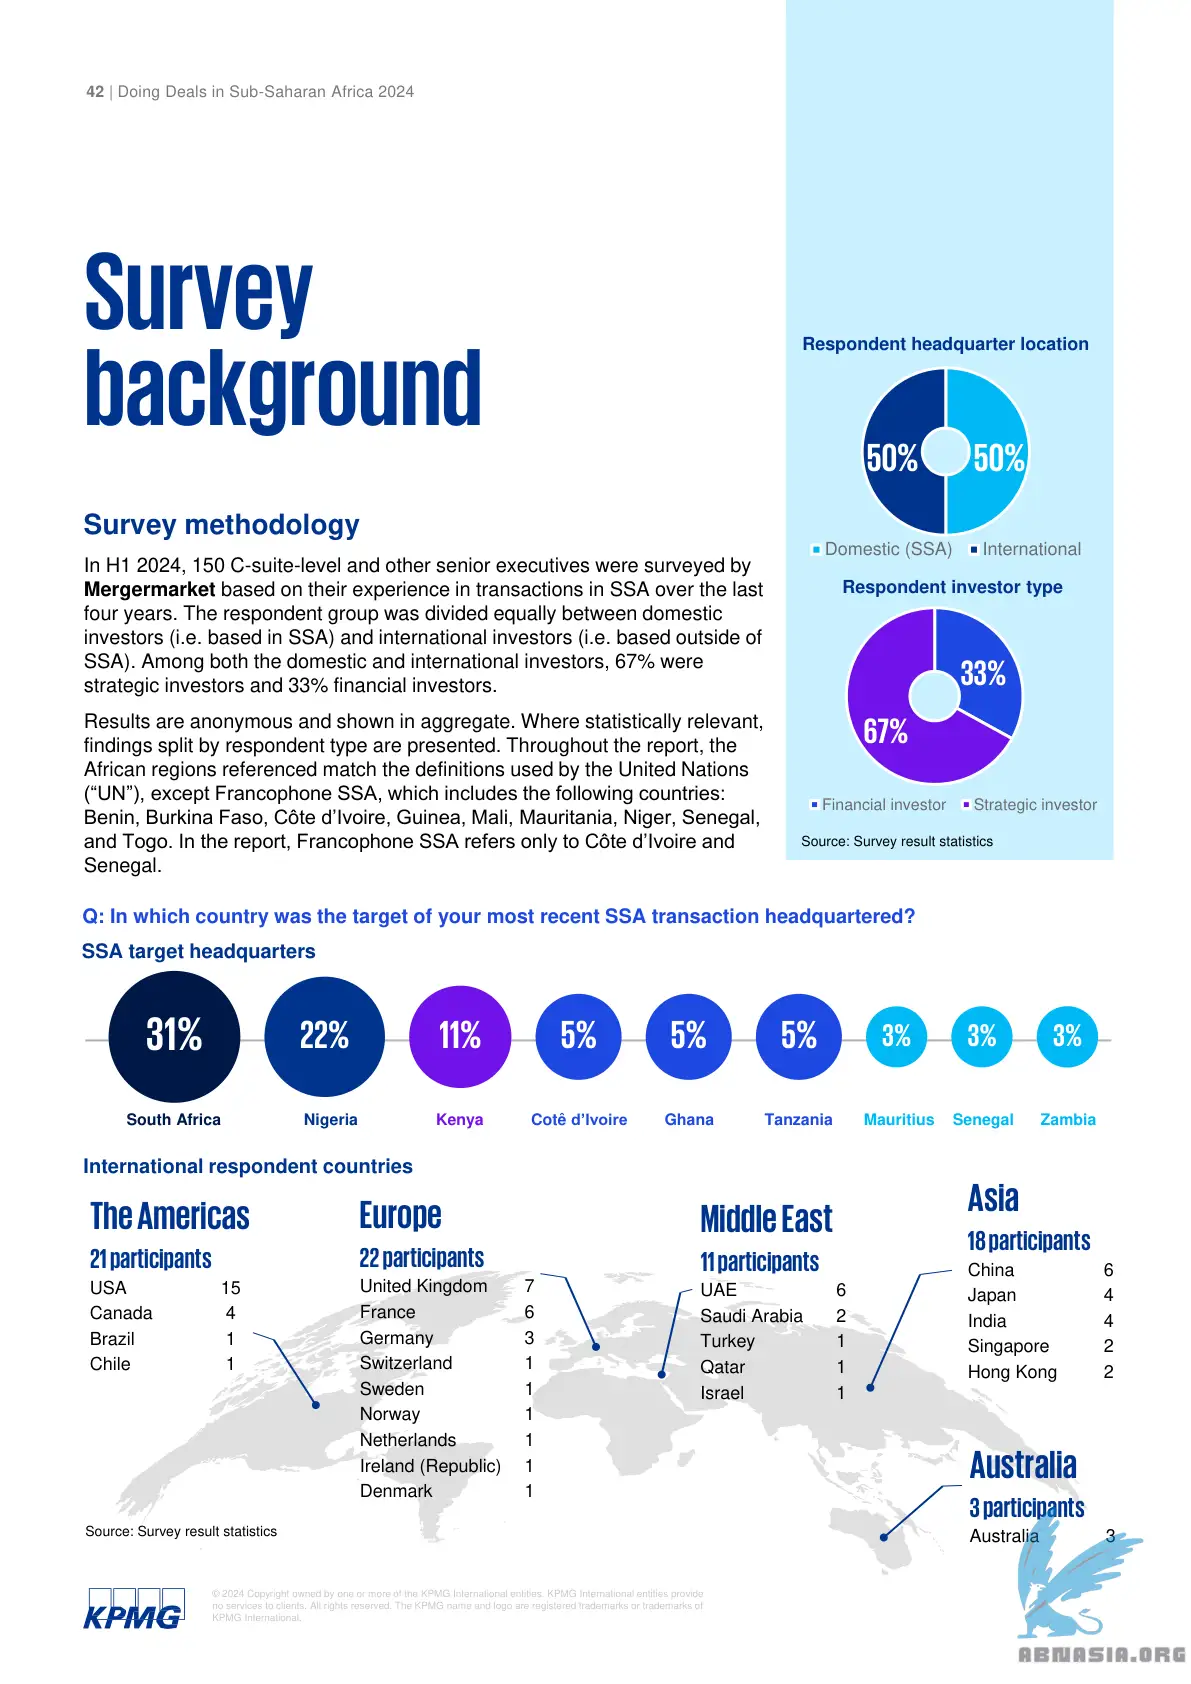 42 | Doing Deals in Sub-Saharan Africa 2024
Survey
background
Survey methodology
In H1 2024, 150 C-suite-level and other senior executives were surveyed by
Mergermarket based on their experience in transactions in SSA over the last
four years. The respondent group was divided equally between domestic
investors (i.e. based in SSA) and international investors (i.e. based outside of
SSA). Among both the domestic and international investors, 67% were
strategic investors and 33% financial investors.
Results are anonymous and shown in aggregate. Where statistically relevant,
findings split by respondent type are presented. Throughout the report, the
African regions referenced match the definitions used by the United Nations
(“UN”), except Francophone SSA, which includes the following countries:
Benin, Burkina Faso, Côte d’Ivoire, Guinea, Mali, Mauritania, Niger, Senegal,
and Togo. In the report, Francophone SSA refers only to Côte d’Ivoire and
Senegal.
Respondent headquarter location
50% 50%
Domestic (SSA) International
Respondent investor type
33%
67%
Financial investor Strategic investor
Source: Survey result statistics
Q: In which country was the target of your most recent SSA transaction headquartered?
SSA target headquarters
31% 22% 11% 5% 5% 5% 3% 3% 3%
South Africa Nigeria Kenya Cotê d’Ivoire Ghana Tanzania Mauritius Senegal Zambia
International respondent countries
The Americas
21 participants
USA 15
Canada 4
Brazil 1
Chile 1
Europe
22 participants
United Kingdom 7
France 6
Germany 3
Switzerland 1
Sweden 1
Norway 1
Netherlands 1
Ireland (Republic) 1
Denmark 1
Middle East
11 participants
UAE 6
Saudi Arabia 2
Turkey 1
Qatar 1
Israel 1
Asia
18 participants
China 6
Japan 4
India 4
Singapore 2
Hong Kong 2
Australia
3 participants
Australia 3
Source: Survey result statistics
KPMG
© 2024 Copyright owned by one or more of the KPMG International entities. KPMG International entities provide
no services to clients. All rights reserved. The KPMG name and logo are registered trademarks or trademarks of
KPMG International.
ABNASIA.ORG